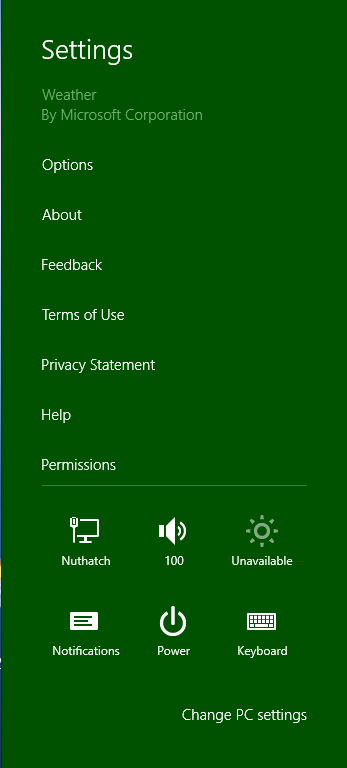 Settings
Weather
By Microsoft Corporation
Options
About
Feedback
Terms of Use
Privacy Statement
Help
Permissions
Nuthatch
100
Unavailable
Notifications
Power
Keyboard
Change PC settings